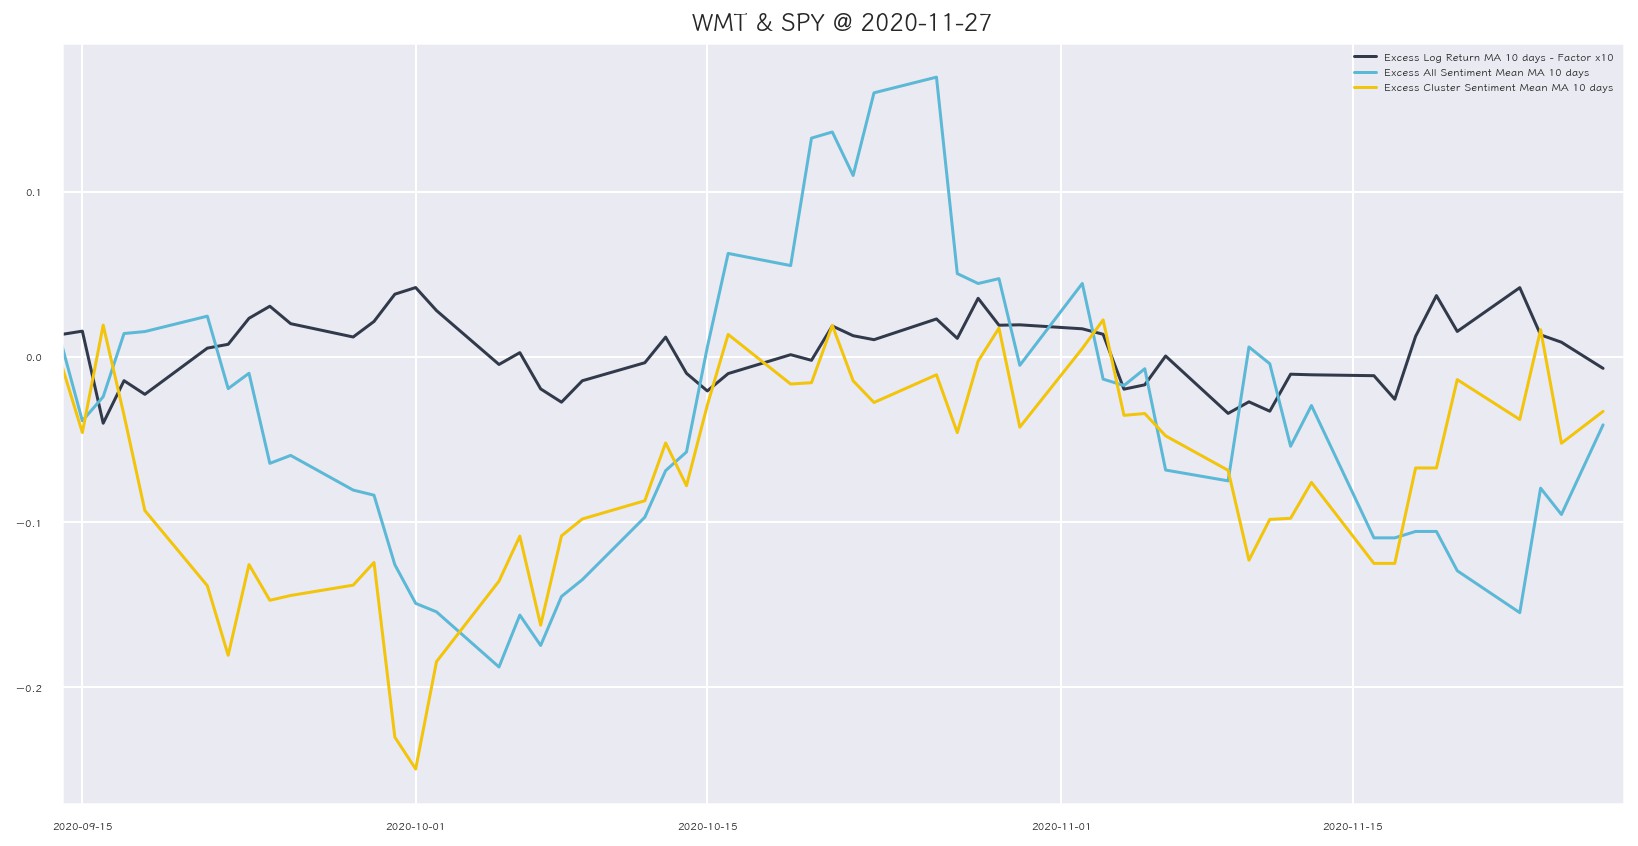 WMT & SPY @ 2020-11-27
Excess Log Return MA 10 days - Factor x10
Excess All Sentiment Mean MA 10 days
Excess Cluster Sentiment Mean MA 10 days
0.1
0.0
−0.1
−0.2
2020-09-15
2020-10-01
2020-10-15
2020-11-01
2020-11-15